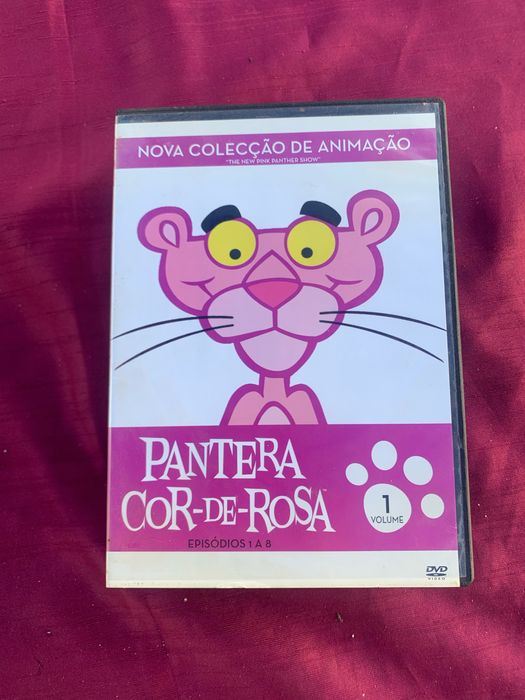 NOVA COLECÇÃO DE ANIMAÇÃO
"THE NEW PINK PANTHER SHOW"
PANTERA
COR-DE-ROSA™
EPISÓDIOS 1 A 8
1
VOLUME
DVD
VIDEO